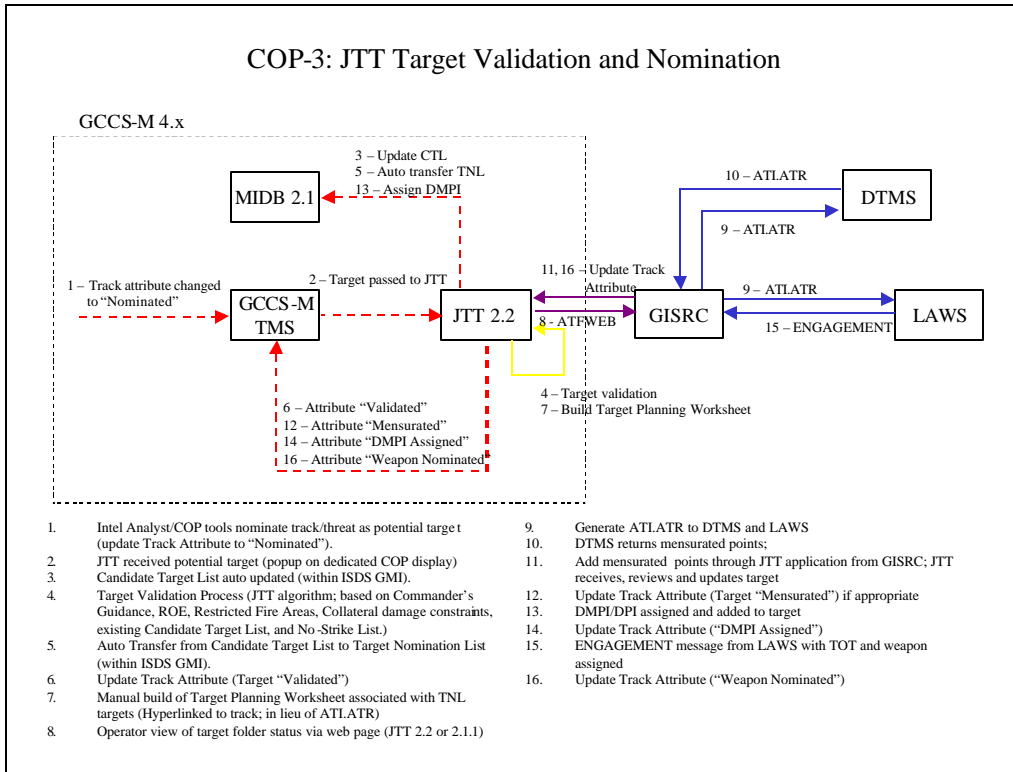 COP-3: JTT Target Validation and Nomination
GCCS-M 4.x
3 – Update CTL
5 – Auto transfer TNL
13 – Assign DMPI
MIDB 2.1
10 – ATI.ATR
DTMS
9 – ATI.ATR
1 – Track attribute changed
to “Nominated”
2 – Target passed to JTT
11, 16 – Update Track
Attribute
GCCS-M
TMS
JTT 2.2
8 - ATFWEB
GISRC
9 – ATI.ATR
15 – ENGAGEMENT
LAWS
4 – Target validation
7 – Build Target Planning Worksheet
6 – Attribute “Validated”
12 – Attribute “Mensurated”
14 – Attribute “DMPI Assigned”
16 – Attribute “Weapon Nominated”
1. Intel Analyst/COP tools nominate track/threat as potential target
(update Track Attribute to “Nominated”).
2. JTT received potential target (popup on dedicated COP display)
3. Candidate Target List auto updated (within ISDS GMI).
4. Target Validation Process (JTT algorithm; based on Commander’s
Guidance, ROE, Restricted Fire Areas, Collateral damage constraints,
existing Candidate Target List, and No-Strike List.)
5. Auto Transfer from Candidate Target List to Target Nomination List
(within ISDS GMI).
6. Update Track Attribute (Target “Validated”)
7. Manual build of Target Planning Worksheet associated with TNL
targets (Hyperlinked to track; in lieu of ATI.ATR)
8. Operator view of target folder status via web page (JTT 2.2 or 2.1.1)
9. Generate ATI.ATR to DTMS and LAWS
10. DTMS returns mensurated points;
11. Add mensurated points through JTT application from GISRC; JTT
receives, reviews and updates target
12. Update Track Attribute (Target “Mensurated”) if appropriate
13. DMPI/DPI assigned and added to target
14. Update Track Attribute (“DMPI Assigned”)
15. ENGAGEMENT message from LAWS with TOT and weapon
assigned
16. Update Track Attribute (“Weapon Nominated”)